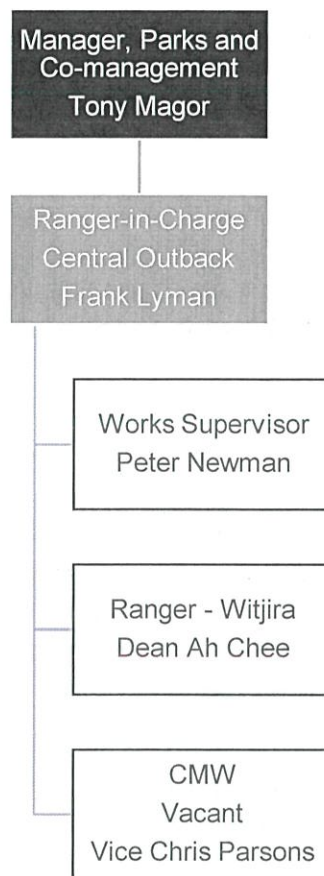 Manager, Parks and
Co-management
Tony Magor
Ranger-in-Charge
Central Outback
Frank Lyman
Works Supervisor
Peter Newman
Ranger - Witjira
Dean Ah Chee
CMW
Vacant
Vice Chris Parsons